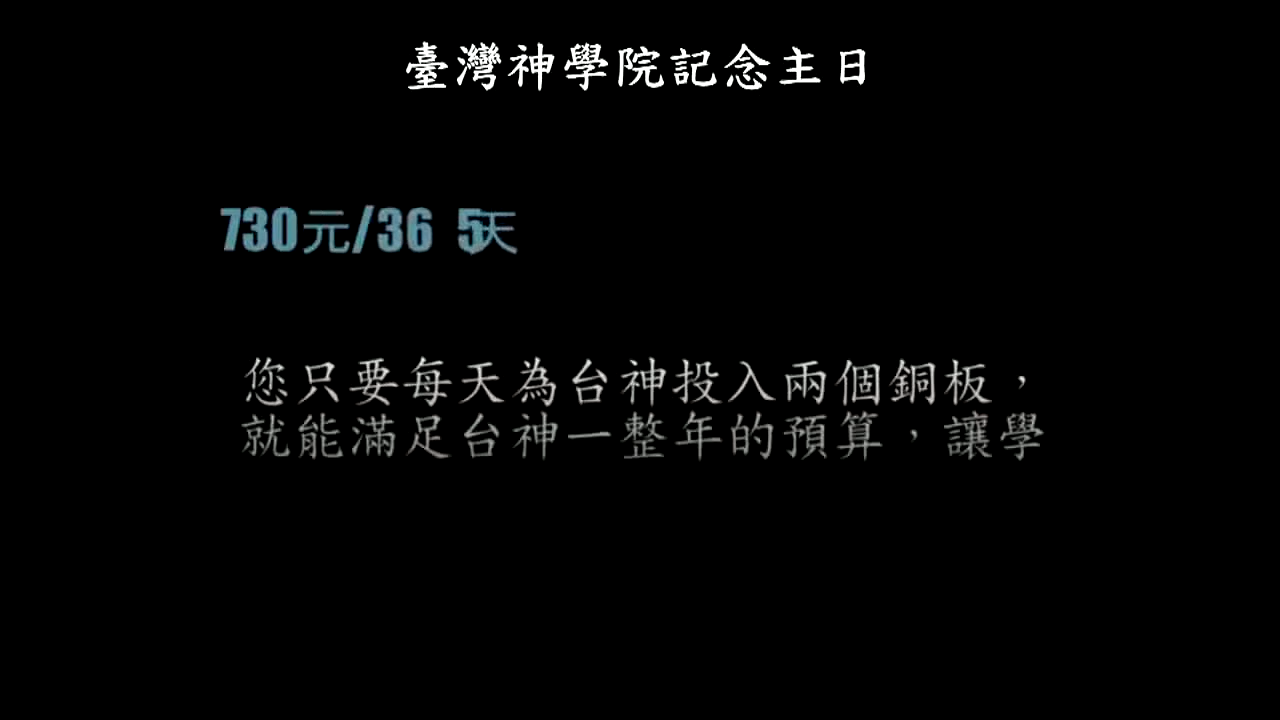 臺灣神學院記念主日
730元/36 5天
您只要每天為台神投入兩個銅板，
就能滿足台神一整年的預算，讓學